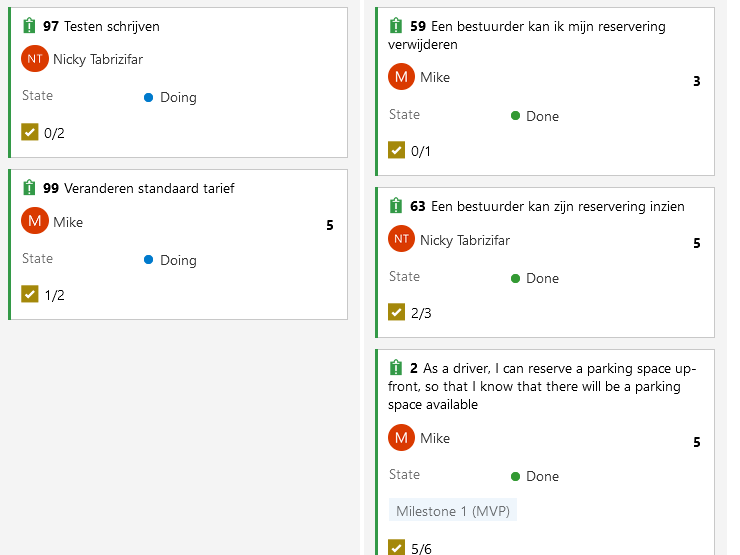 97 Testen schrijven
NT Nicky Tabrizifar
State Doing
0/2
99 Veranderen standaard tarief
M Mike 5
State Doing
1/2
59 Een bestuurder kan ik mijn reservering
verwijderen
M Mike 3
State Done
0/1
63 Een bestuurder kan zijn reservering inzien
NT Nicky Tabrizifar 5
State Done
2/3
2 As a driver, I can reserve a parking space up-
front, so that I know that there will be a parking
space available
M Mike 5
State Done
Milestone 1 (MVP)
5/6